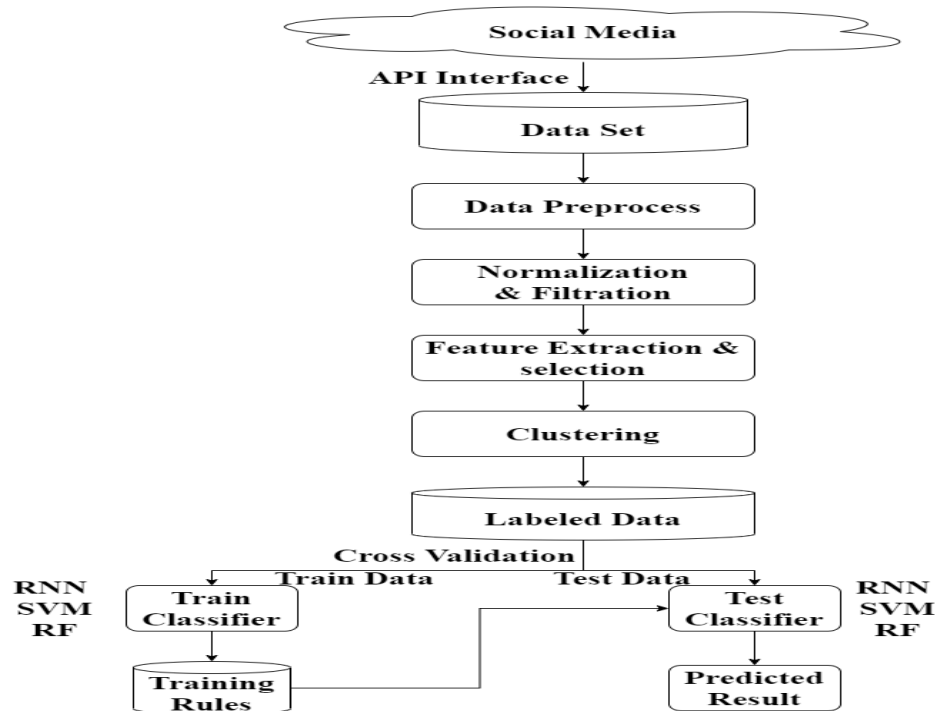 Social Media
API Interface
Data Set
Data Preprocess
Normalization
& Filtration
Feature Extraction &
selection
Clustering
Labeled Data
Cross Validation
Train Data
Test Data
RNN
SVM
RF
Train
Classifier
Test
Classifier
RNN
SVM
RF
Training
Rules
Predicted
Result